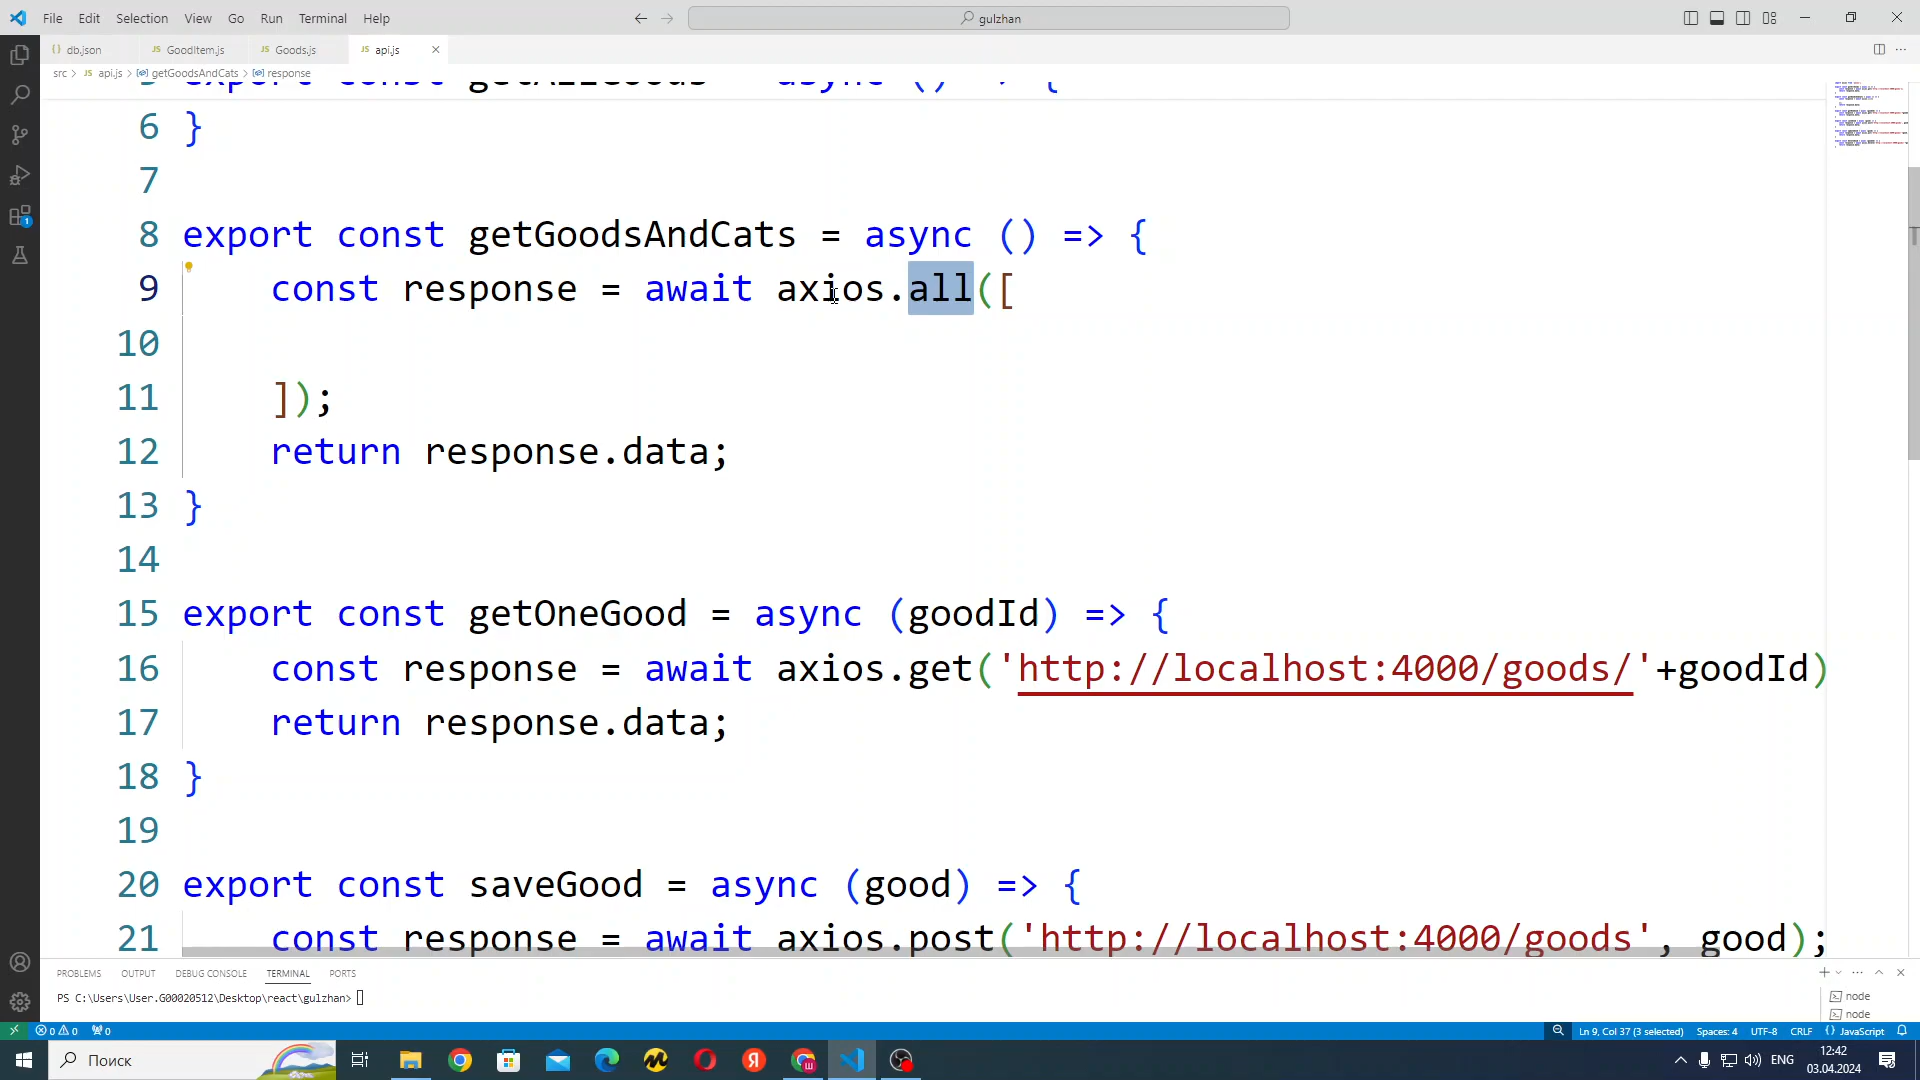 File Edit Selection View Go Run Terminal Help
gulzhan
db.json
JS GoodItem.js
JS Goods.js
JS api.js
src > JS api.js > getGoodsAndCats > response
6 }
7
8 export const getGoodsAndCats = async () => {
9 const response = await axios.all([
10
11 ]);
12 return response.data;
13 }
14
15 export const getOneGood = async (goodId) => {
16 const response = await axios.get('http://localhost:4000/goods/'+goodId)
17 return response.data;
18 }
19
20 export const saveGood = async (good) => {
21 const response = await axios.post('http://localhost:4000/goods', good);
PROBLEMS OUTPUT DEBUG CONSOLE TERMINAL PORTS
PS C:\Users\User.G00020512\Desktop\react\gulzhan>
node
node
0 0 0
Ln 9, Col 37 (3 selected) Spaces: 4 UTF-8 CRLF {} JavaScript
Поиск
ENG
12:42
03.04.2024